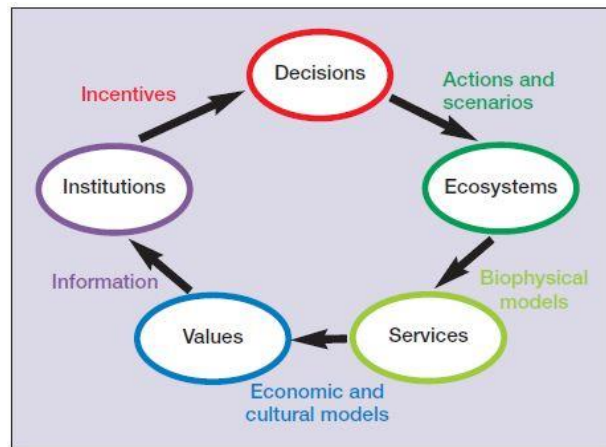 Decisions
Incentives
Actions and
scenarios
Institutions
Ecosystems
Information
Biophysical
models
Values
Services
Economic and
cultural models